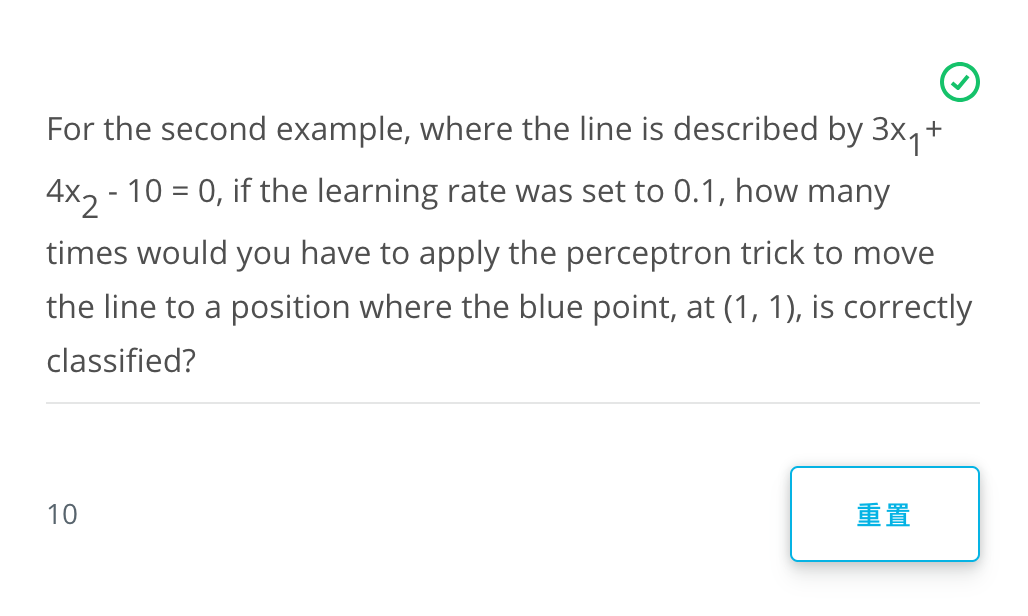 For the second example, where the line is described by 3x₁+
4x₂ - 10 = 0, if the learning rate was set to 0.1, how many
times would you have to apply the perceptron trick to move
the line to a position where the blue point, at (1, 1), is correctly
classified?
10
重置